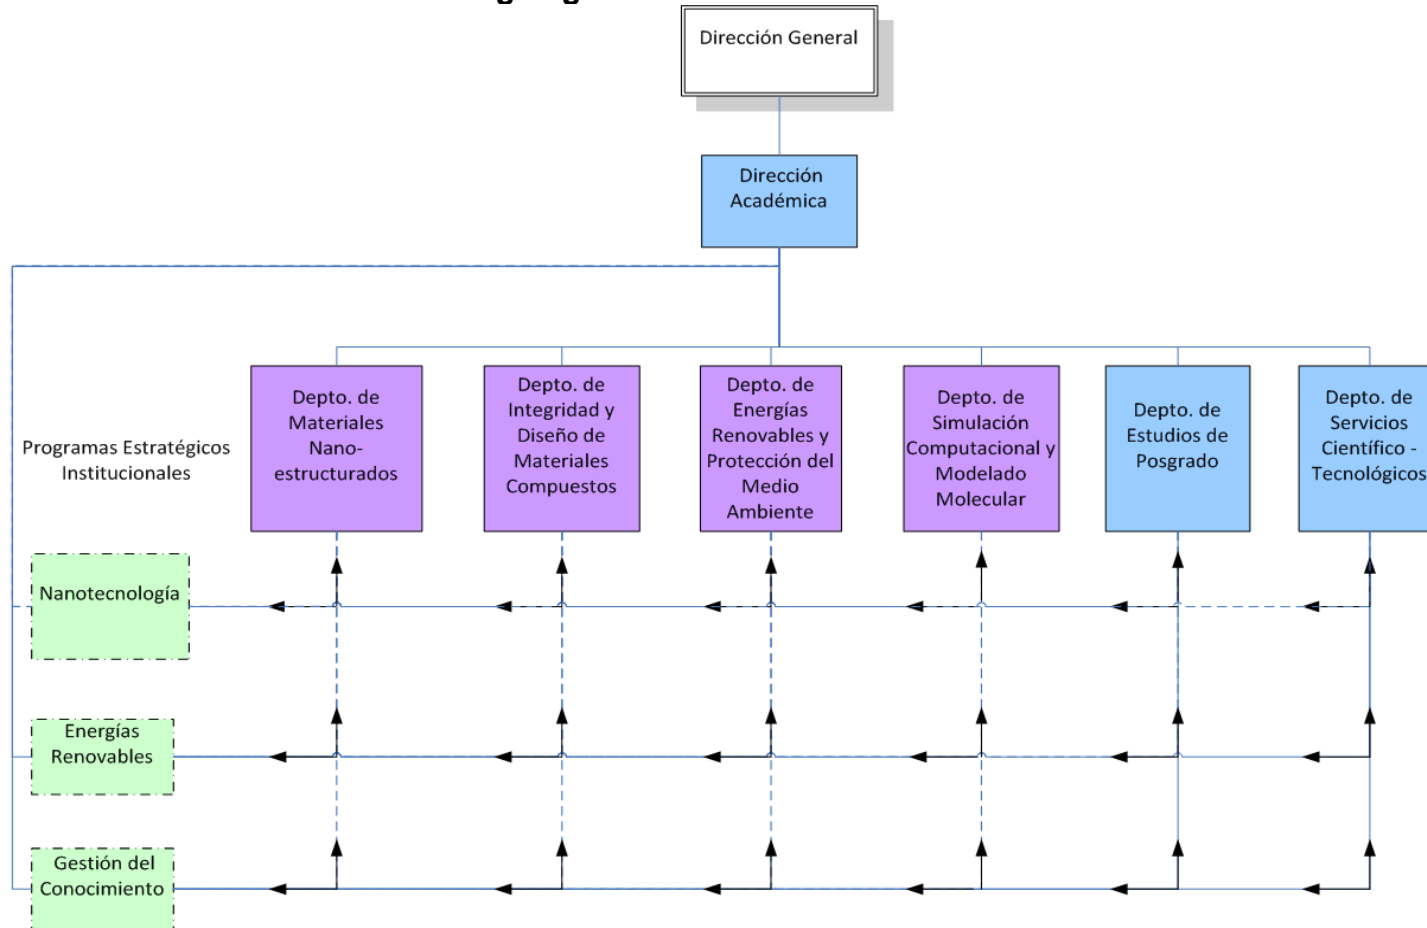 Dirección General
Dirección
Académica
Programas Estratégicos
Institucionales
Depto. de
Materiales
Nano-
estructurados
Depto. de
Integridad y
Diseño de
Materiales
Compuestos
Depto. de
Energías
Renovables y
Protección del
Medio
Ambiente
Depto. de
Simulación
Computacional y
Modelado
Molecular
Depto. de
Estudios de
Posgrado
Depto. de
Servicios
Científico -
Tecnológicos
Nanotecnología
Energías
Renovables
Gestión del
Conocimiento